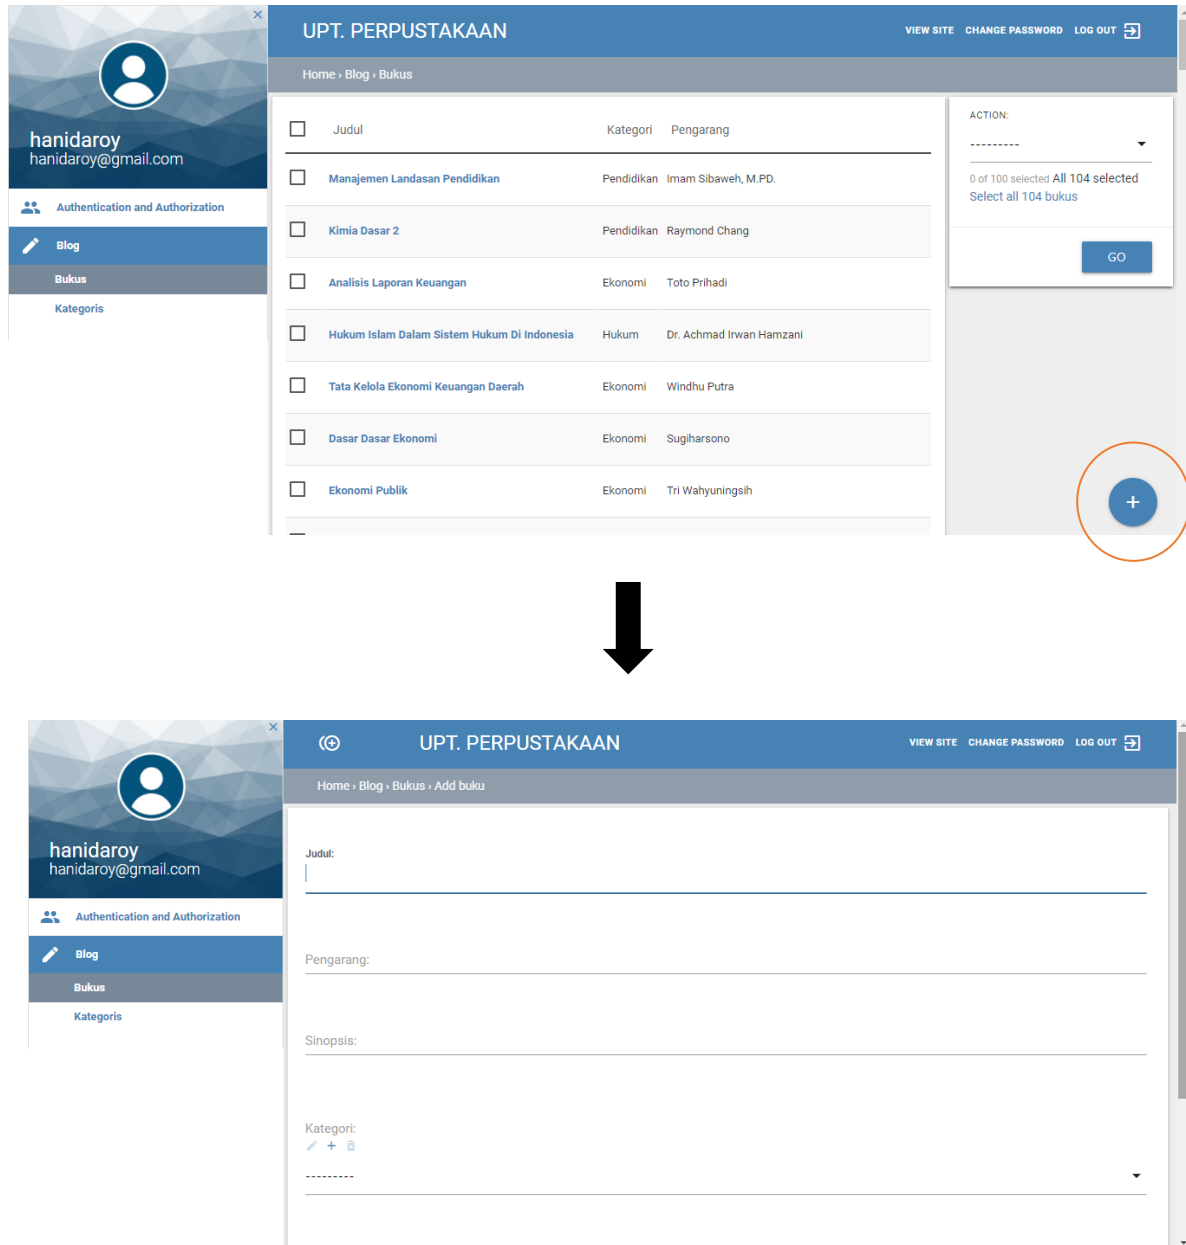 UPT. PERPUSTAKAAN
VIEW SITE CHANGE PASSWORD LOG OUT
Home › Blog › Bukus
hanidaroy
hanidaroy@gmail.com
Authentication and Authorization
Blog
Bukus
Kategoris
Judul Kategori Pengarang
Manajemen Landasan Pendidikan Pendidikan Imam Sibaweh, M.PD.
Kimia Dasar 2 Pendidikan Raymond Chang
Analisis Laporan Keuangan Ekonomi Toto Prihadi
Hukum Islam Dalam Sistem Hukum Di Indonesia Hukum Dr. Achmad Irwan Hamzani
Tata Kelola Ekonomi Keuangan Daerah Ekonomi Windhu Putra
Dasar Dasar Ekonomi Ekonomi Sugiharsono
Ekonomi Publik Ekonomi Tri Wahyuningsih
ACTION:
---------
0 of 100 selected All 104 selected
Select all 104 bukus
GO
+
UPT. PERPUSTAKAAN
VIEW SITE CHANGE PASSWORD LOG OUT
Home › Blog › Bukus › Add buku
hanidaroy
hanidaroy@gmail.com
Authentication and Authorization
Blog
Bukus
Kategoris
Judul:
Pengarang:
Sinopsis:
Kategori:
---------